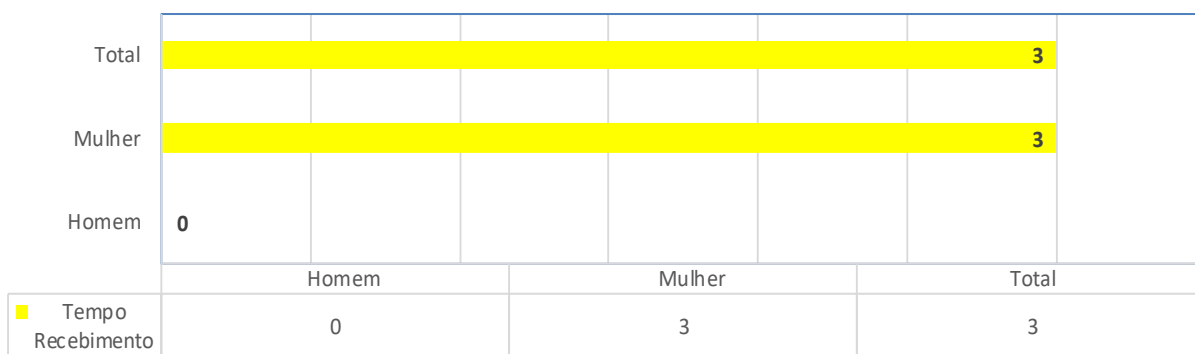 Total
3
Mulher
3
Homem
0
Homem Mulher Total
Tempo
Recebimento
0 3 3